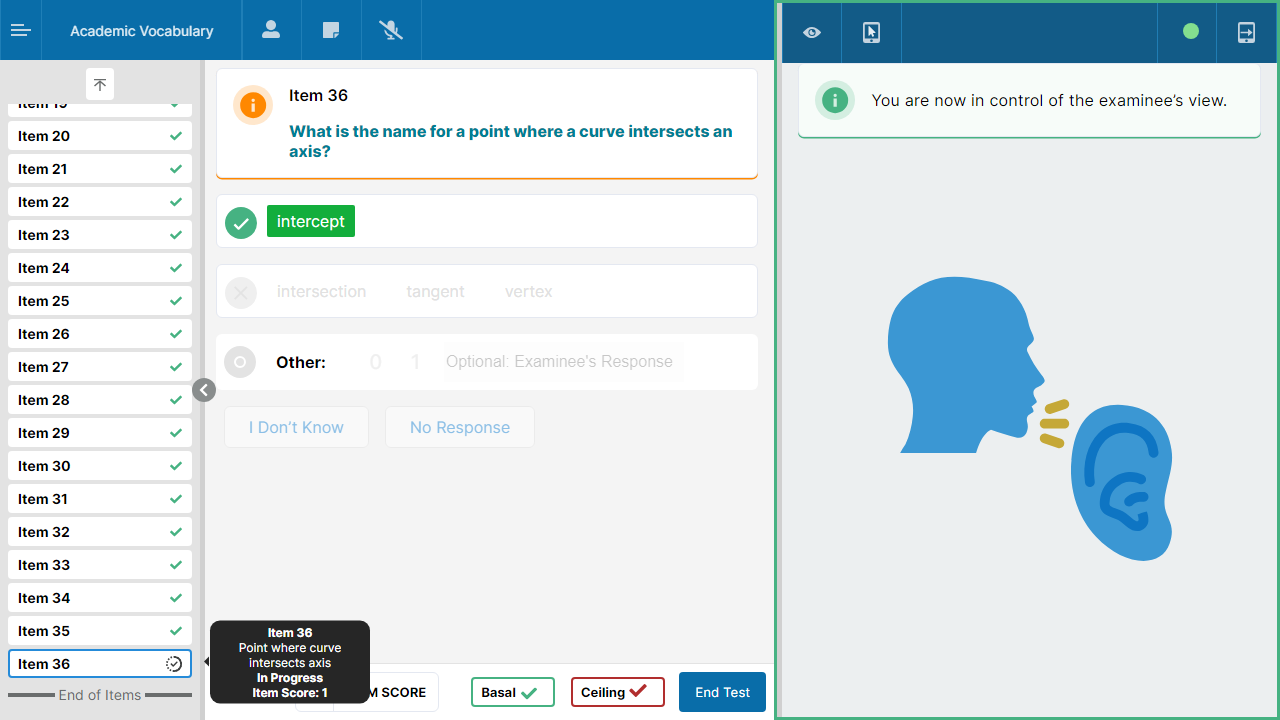 Academic Vocabulary
Item 19
Item 20
Item 21
Item 22
Item 23
Item 24
Item 25
Item 26
Item 27
Item 28
Item 29
Item 30
Item 31
Item 32
Item 33
Item 34
Item 35
Item 36
End of Items
Item 36
What is the name for a point where a curve intersects an
axis?
intercept
intersection tangent vertex
Other: 0 1 Optional: Examinee's Response
I Don't Know No Response
Item 36
Point where curve
intersects axis
In Progress
Item Score: 1
M SCORE
Basal
Ceiling
End Test
You are now in control of the examinee's view.